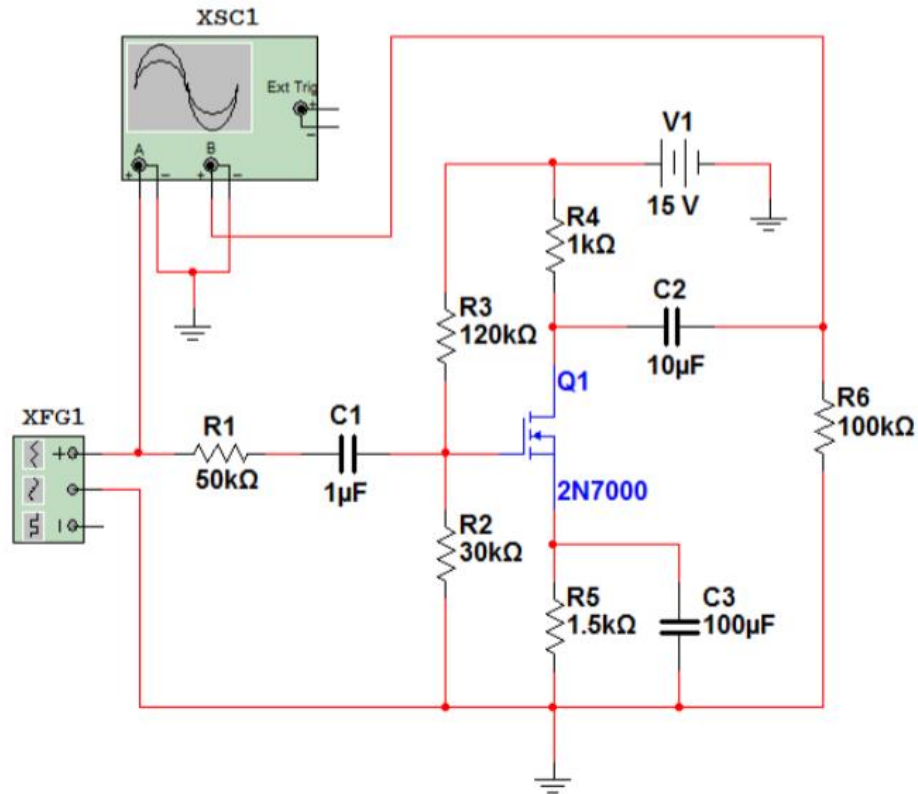 XSC1
Ext Trig
+
−
A
B
+
−
+
−
V1
15 V
R4
1kΩ
R3
120kΩ
C2
10µF
Q1
XFG1
+
R1
50kΩ
C1
1µF
R6
100kΩ
2N7000
R2
30kΩ
R5
1.5kΩ
C3
100µF